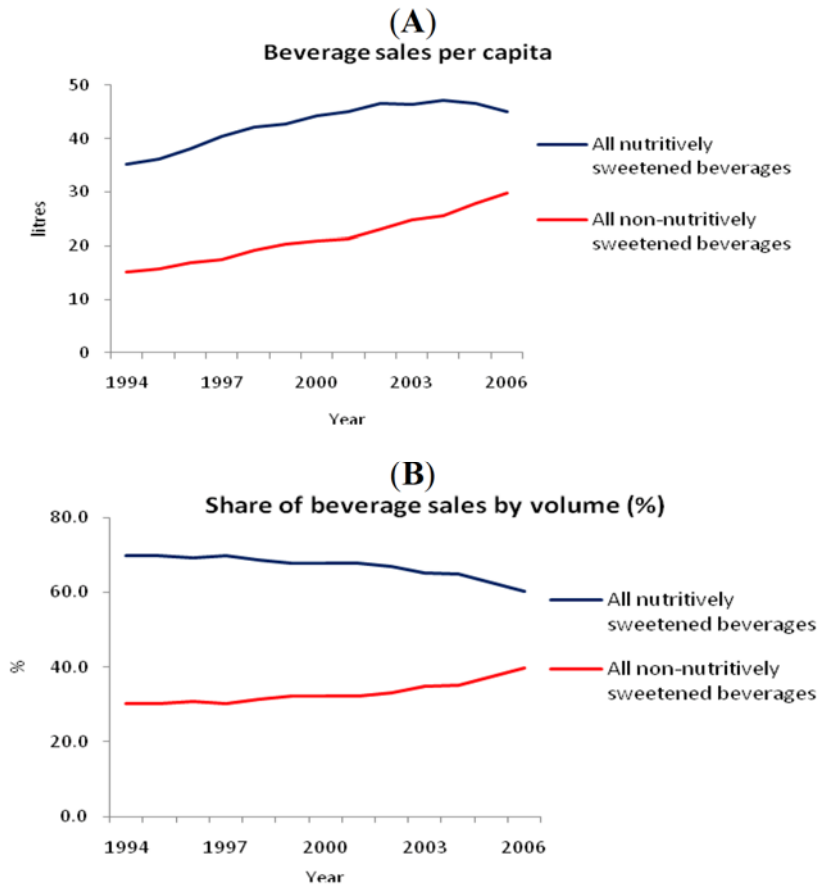 (A)
Beverage sales per capita
50
40
30
20
10
0
litres
1994 1997 2000 2003 2006
Year
All nutritively
sweetened beverages
All non-nutritively
sweetened beverages
(B)
Share of beverage sales by volume (%)
80.0
60.0
40.0
20.0
0.0
%
1994 1997 2000 2003 2006
Year
All nutritively
sweetened beverages
All non-nutritively
sweetened beverages